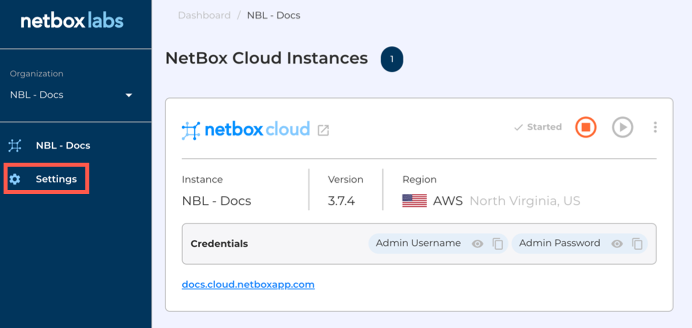 netbox labs
Dashboard / NBL - Docs
NetBox Cloud Instances 1
Organization
NBL - Docs
NBL - Docs
Settings
netbox cloud
Started
Instance
Version
Region
NBL - Docs
3.7.4
AWS North Virginia, US
Credentials
Admin Username
Admin Password
docs.cloud.netboxapp.com